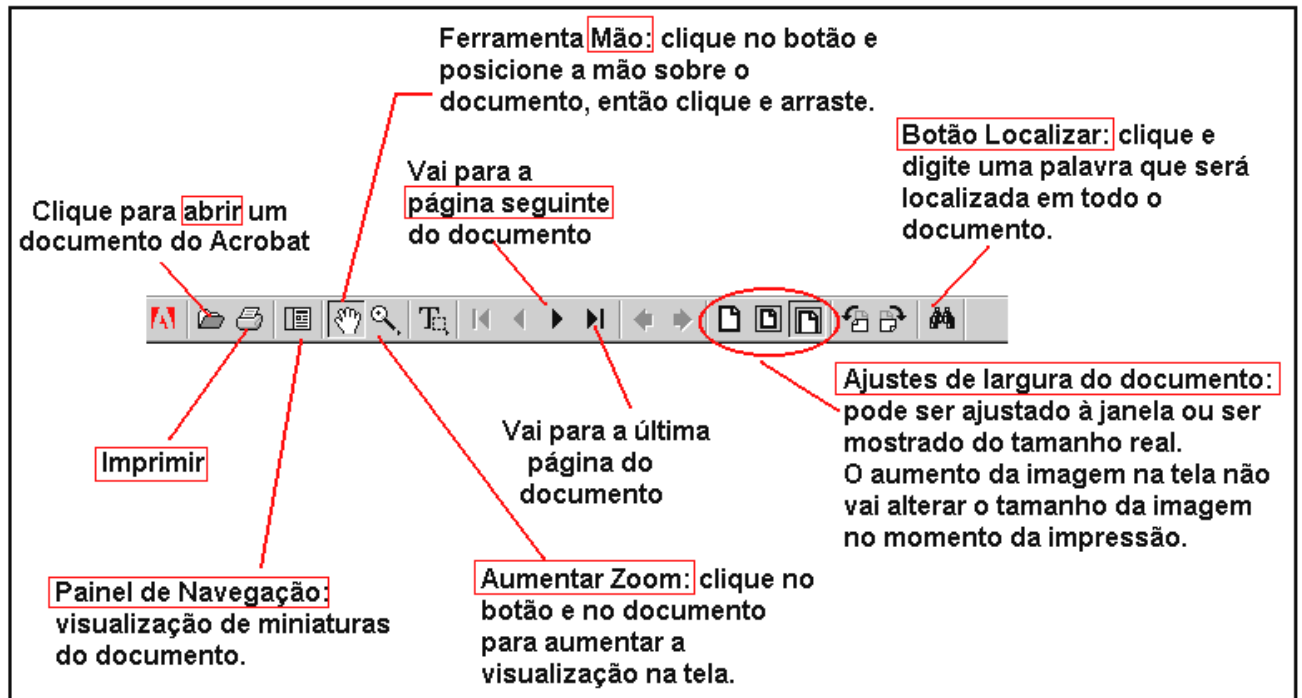 Ferramenta Mão: clique no botão e
posicione a mão sobre o
documento, então clique e arraste.
Botão Localizar: clique e
digite uma palavra que será
localizada em todo o
documento.
Vai para a
página seguinte
do documento
Clique para abrir um
documento do Acrobat
Imprimir
Vai para a última
página do
documento
Ajustes de largura do documento:
pode ser ajustado à janela ou ser
mostrado do tamanho real.
O aumento da imagem na tela não
vai alterar o tamanho da imagem
no momento da impressão.
Painel de Navegação:
visualização de miniaturas
do documento.
Aumentar Zoom: clique no
botão e no documento
para aumentar a
visualização na tela.